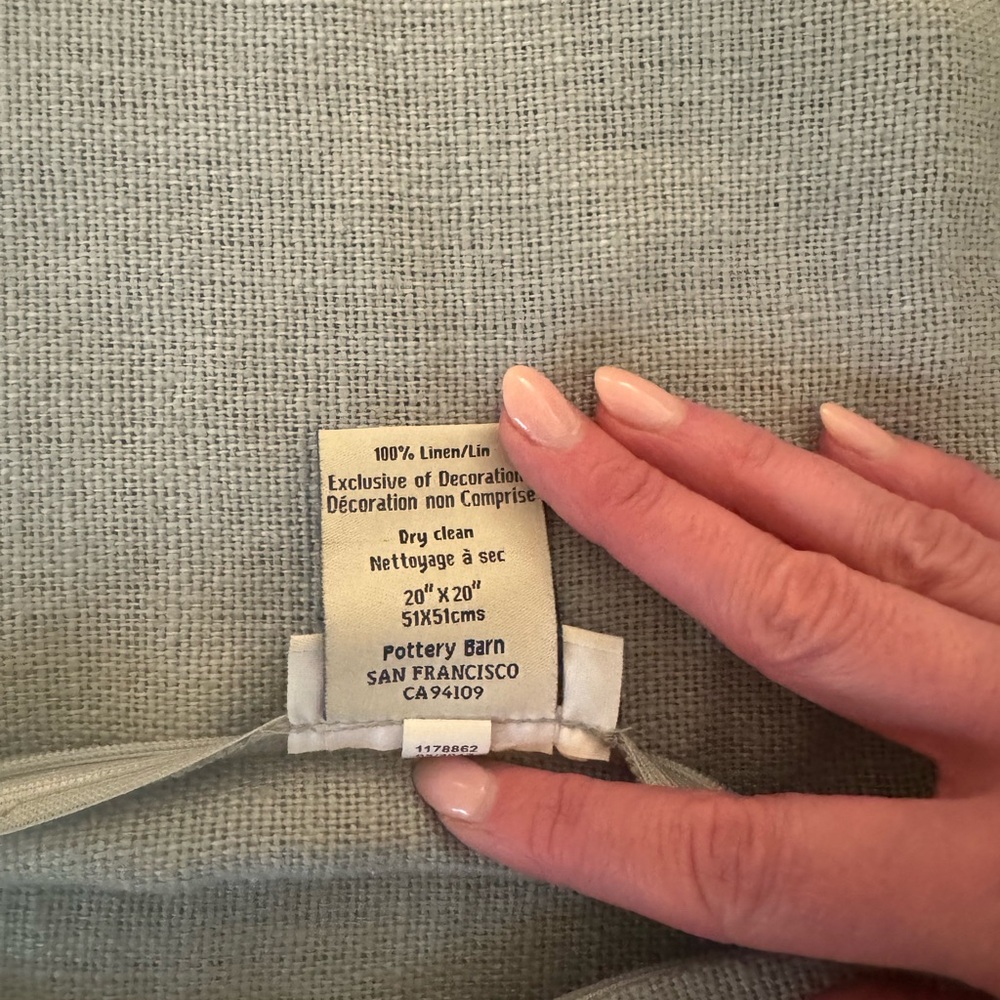 100% Linen/Lin
Exclusive of Decoration
Décoration non Comprise
Dry clean
Nettoyage à sec
20" X 20"
51X51cms
Pottery Barn
SAN FRANCISCO
CA94109
1178862